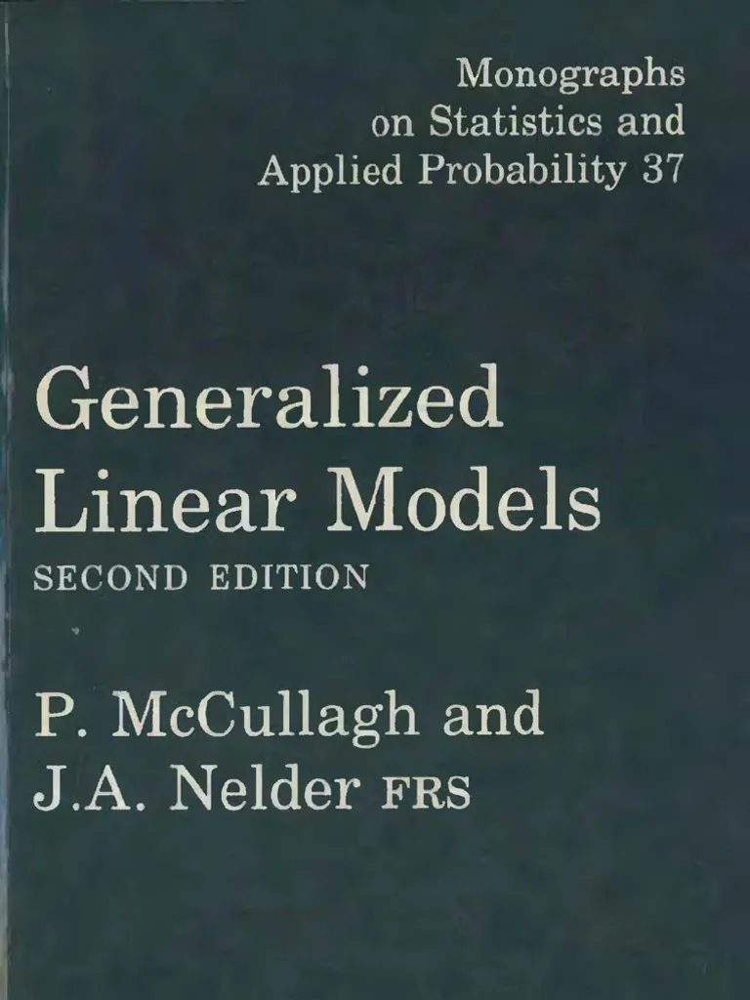 Monographs
on Statistics and
Applied Probability 37
Generalized
Linear Models
SECOND EDITION
P. McCullagh and
J.A. Nelder FRS